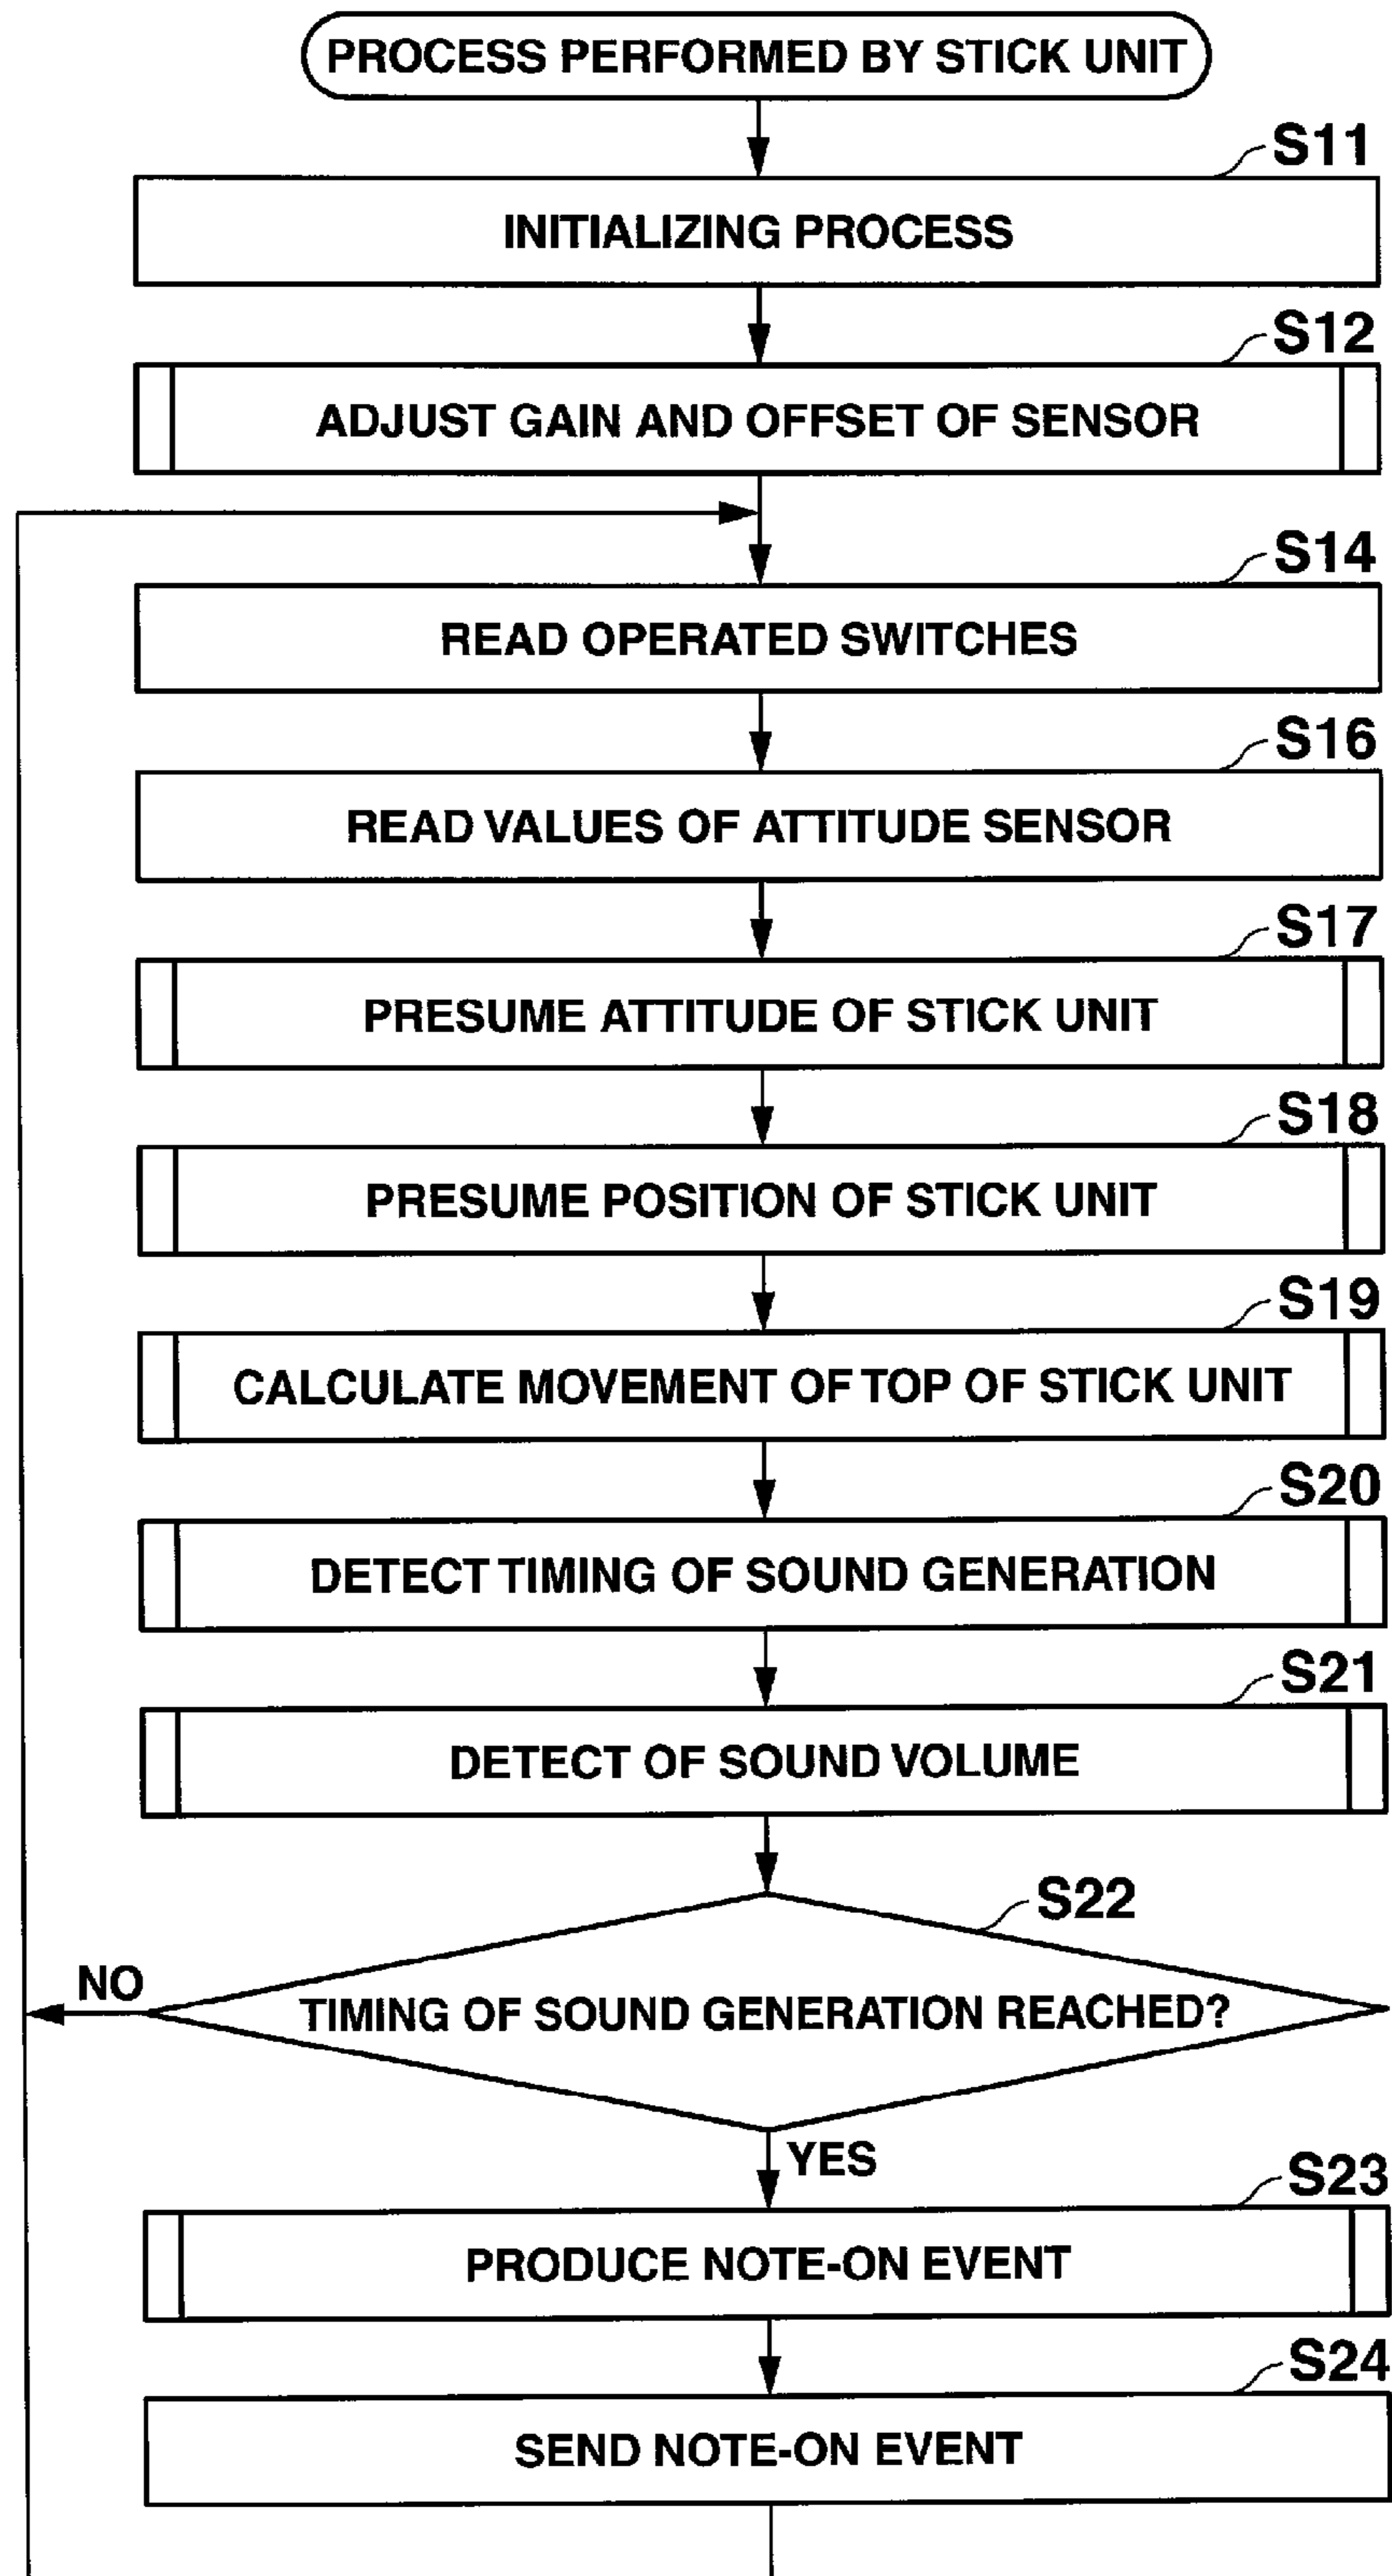 PROCESS PERFORMED BY STICK UNIT
S11
INITIALIZING PROCESS
S12
ADJUST GAIN AND OFFSET OF SENSOR
S14
READ OPERATED SWITCHES
S16
READ VALUES OF ATTITUDE SENSOR
S17
PRESUME ATTITUDE OF STICK UNIT
S18
PRESUME POSITION OF STICK UNIT
S19
CALCULATE MOVEMENT OF TOP OF STICK UNIT
S20
DETECT TIMING OF SOUND GENERATION
S21
DETECT OF SOUND VOLUME
S22
NO
TIMING OF SOUND GENERATION REACHED?
YES
S23
PRODUCE NOTE-ON EVENT
S24
SEND NOTE-ON EVENT